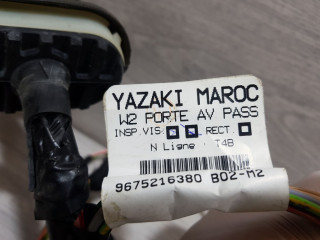 YAZAKI MAROC
W2 PORTE AV PASS
INSP.VIS RECT.
N Ligne : T4B
9675216380 B02-M2